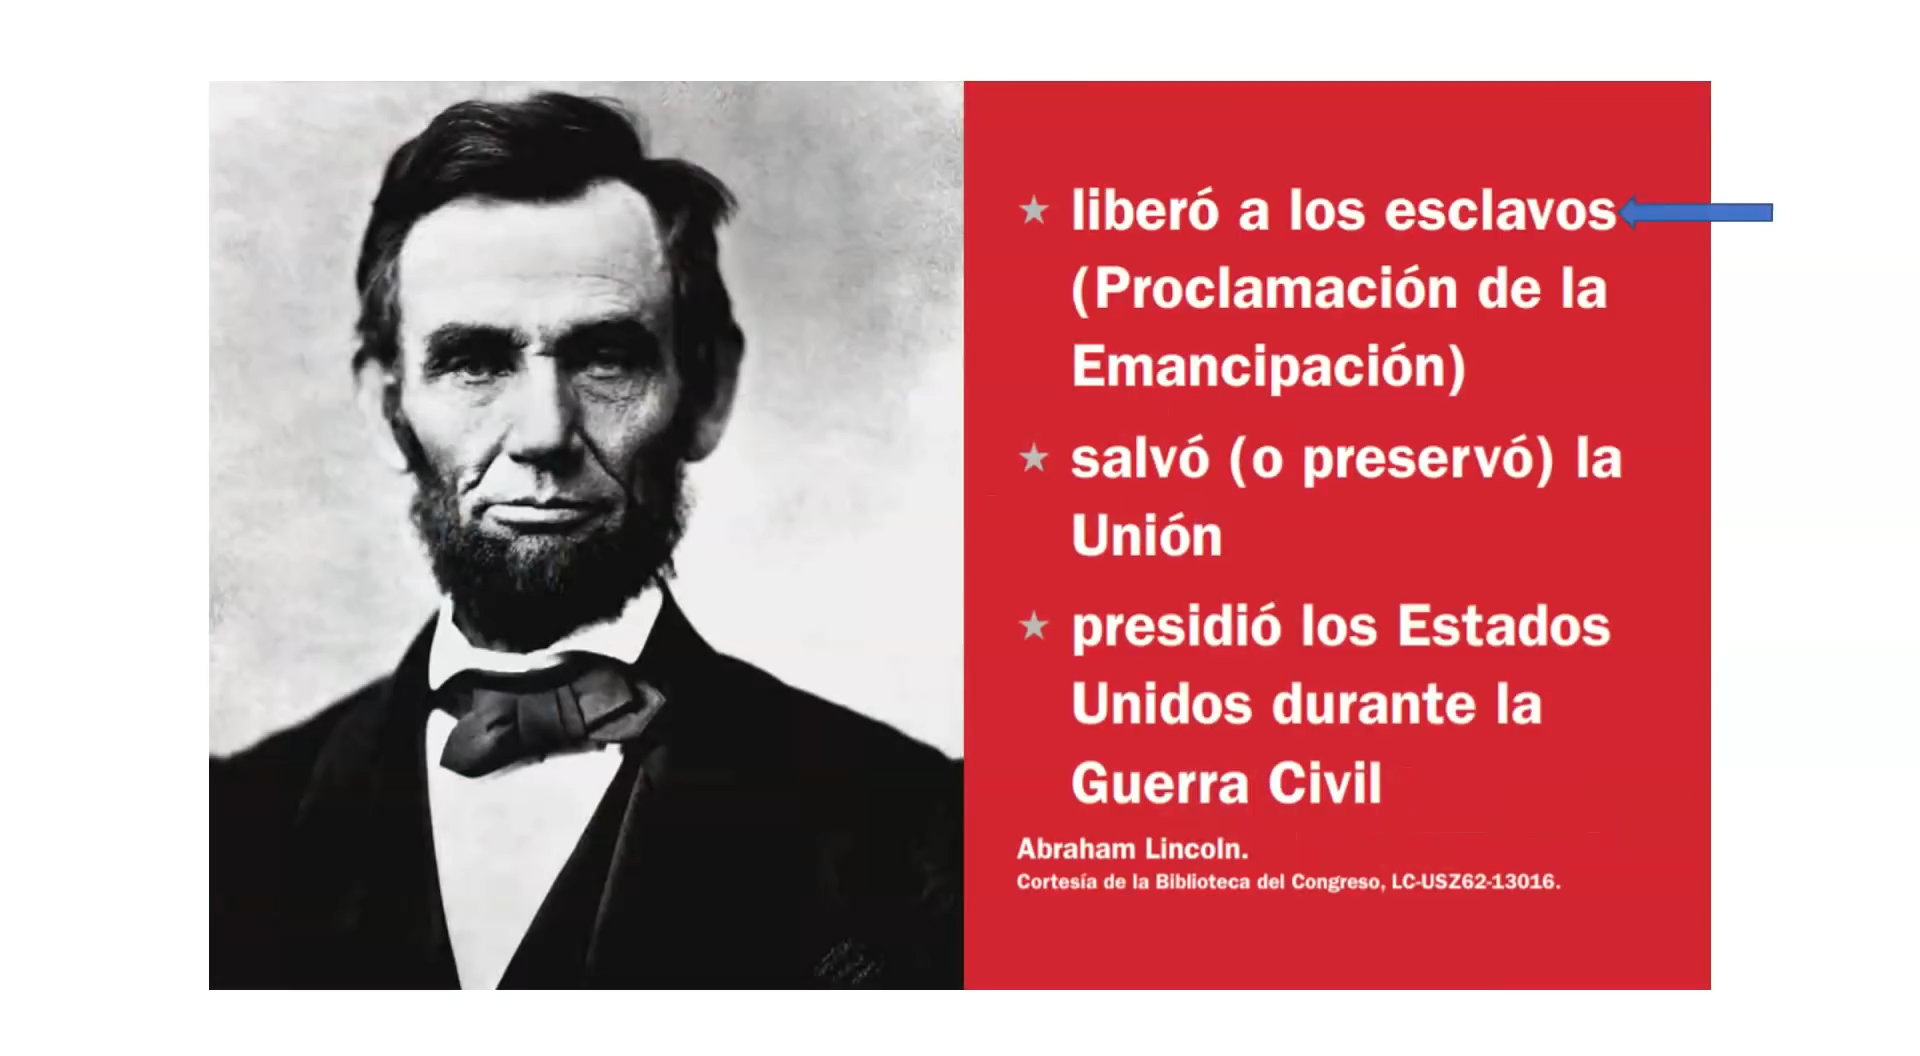 liberó a los esclavos
(Proclamación de la
Emancipación)
salvó (o preservó) la
Unión
presidió los Estados
Unidos durante la
Guerra Civil
Abraham Lincoln.
Cortesía de la Biblioteca del Congreso, LC-USZ62-13016.